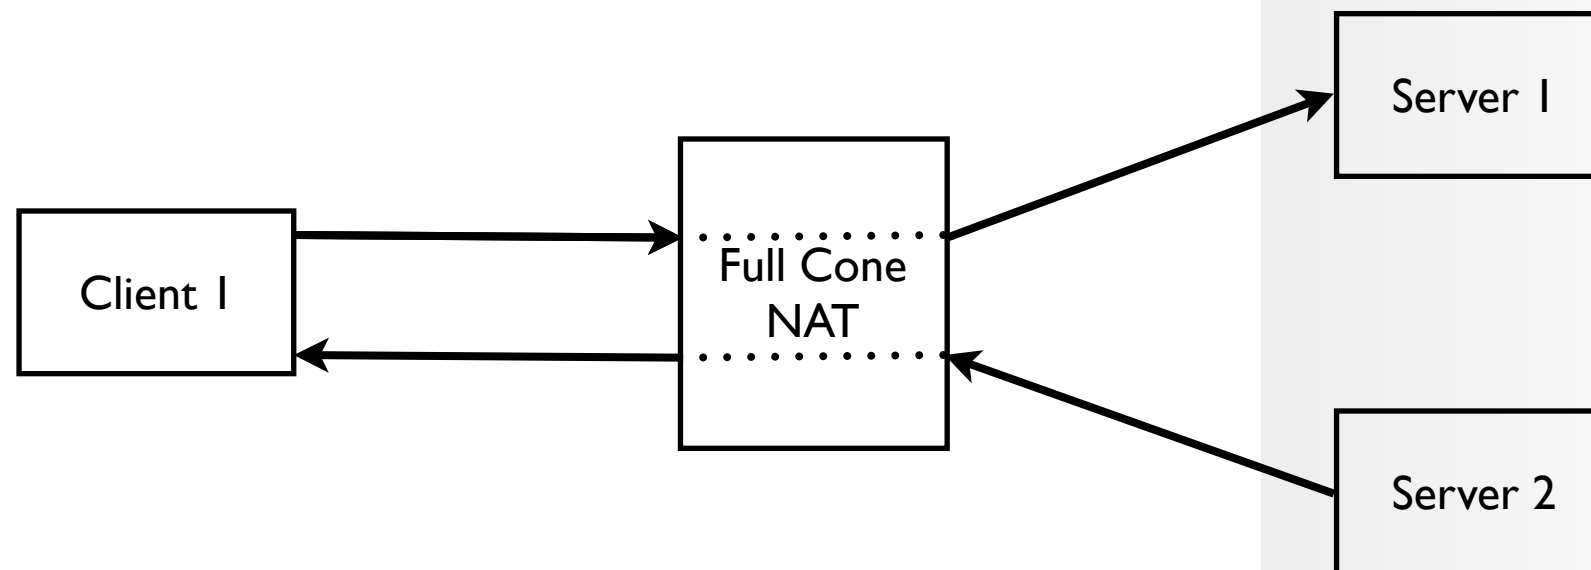 Server 1
Client 1
Full Cone
NAT
Server 2